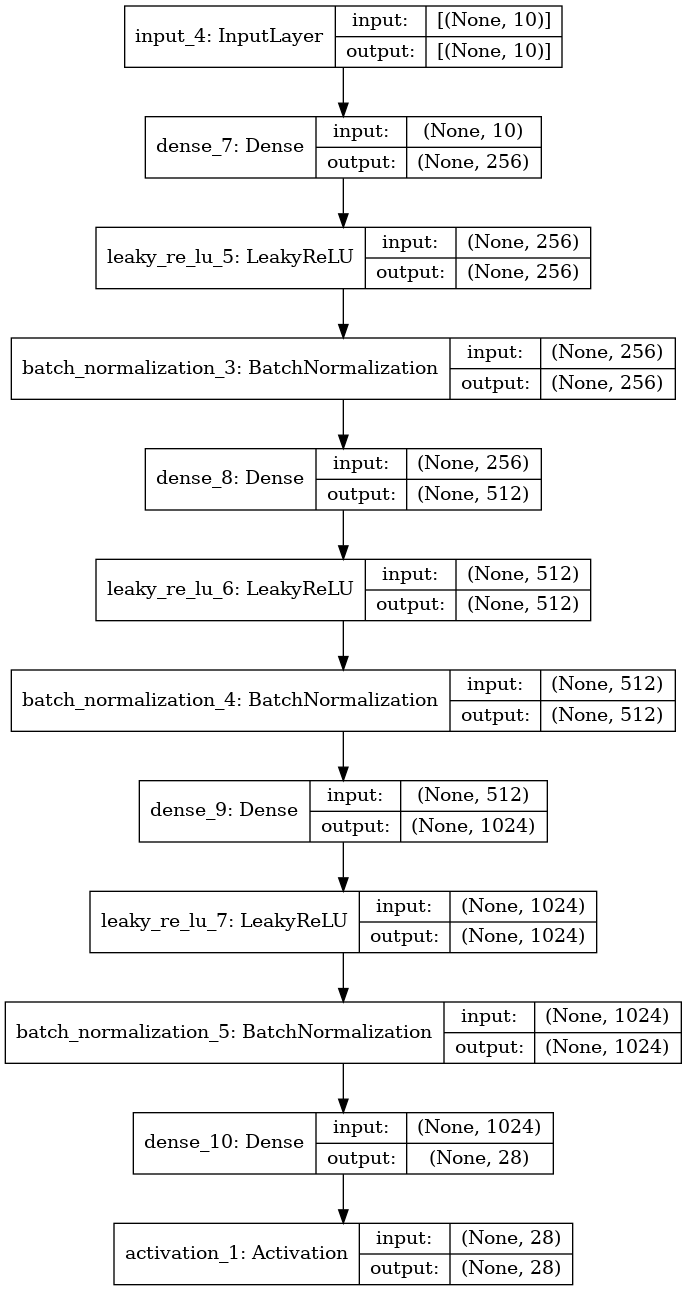 input_4: InputLayer
input: [(None, 10)]
output: [(None, 10)]
dense_7: Dense
input: (None, 10)
output: (None, 256)
leaky_re_lu_5: LeakyReLU
input: (None, 256)
output: (None, 256)
batch_normalization_3: BatchNormalization
input: (None, 256)
output: (None, 256)
dense_8: Dense
input: (None, 256)
output: (None, 512)
leaky_re_lu_6: LeakyReLU
input: (None, 512)
output: (None, 512)
batch_normalization_4: BatchNormalization
input: (None, 512)
output: (None, 512)
dense_9: Dense
input: (None, 512)
output: (None, 1024)
leaky_re_lu_7: LeakyReLU
input: (None, 1024)
output: (None, 1024)
batch_normalization_5: BatchNormalization
input: (None, 1024)
output: (None, 1024)
dense_10: Dense
input: (None, 1024)
output: (None, 28)
activation_1: Activation
input: (None, 28)
output: (None, 28)